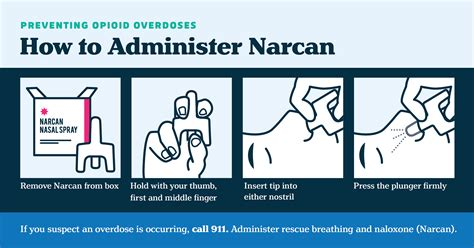 PREVENTING OPIOID OVERDOSES
How to Administer Narcan
NARCAN
NASAL SPRAY
Remove Narcan from box
Hold with your thumb,
first and middle finger
Insert tip into
either nostril
Press the plunger firmly
If you suspect an overdose is occurring, call 911. Administer rescue breathing and naloxone (Narcan).